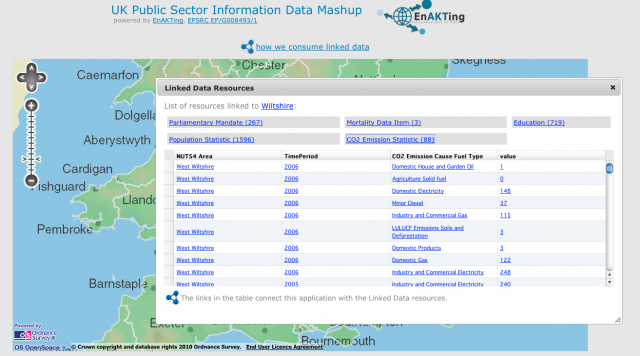 UK Public Sector Information Data Mashup
powered by EnAKTing, EPSRC EP/G008493/1
EnAKTing
how we consume linked data
Chester
Skegness
Caernarfon
Linked Data Resources
List of resources linked to Wiltshire:
Parliamentary Mandate (267) Mortality Data Item (3) Education (719)
Population Statistic (1596) CO2 Emission Statistic (88)
NUTS4 Area TimePeriod CO2 Emission Cause Fuel Type value
West Wiltshire 2006 Domestic House and Garden Oil 1
West Wiltshire 2006 Agriculture Solid fuel 0
West Wiltshire 2006 Domestic Electricity 148
West Wiltshire 2006 Minor Diesel 37
West Wiltshire 2006 Industry and Commercial Gas 115
West Wiltshire 2006 LULUCF Emissions Soils and
Deforestation 3
West Wiltshire 2006 Domestic Products 3
West Wiltshire 2006 Domestic Gas 122
West Wiltshire 2006 Industry and Commercial Electricity 248
West Wiltshire 2005 Industry and Commercial Electricity 240
The links in the table connect this application with the Linked Data resources.
Dolgella
Aberystwyth
Cardigan
Fishguard
Llando
Pembroke
Barnstaple
Exeter
Bournemouth
Powered by
Ordnance
Survey
OS OpenSpace
© Crown copyright and database rights 2010 Ordnance Survey. End User Licence Agreement